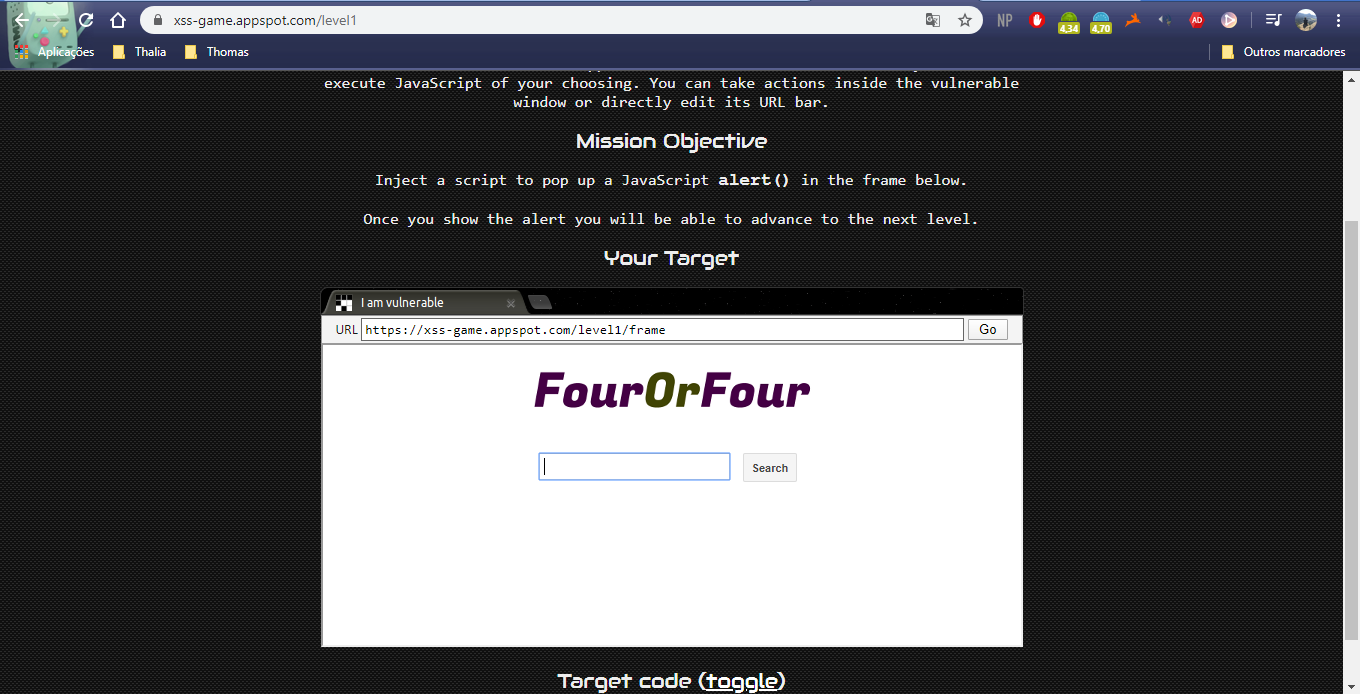 xss-game.appspot.com/level1
NP
4,34
4,70
AD
Aplicações
Thalia
Thomas
Outros marcadores
execute JavaScript of your choosing. You can take actions inside the vulnerable
window or directly edit its URL bar.
Mission Objective
Inject a script to pop up a JavaScript alert() in the frame below.
Once you show the alert you will be able to advance to the next level.
Your Target
I am vulnerable
URL https://xss-game.appspot.com/level1/frame Go
FourOrFour
Search
Target code (toggle)